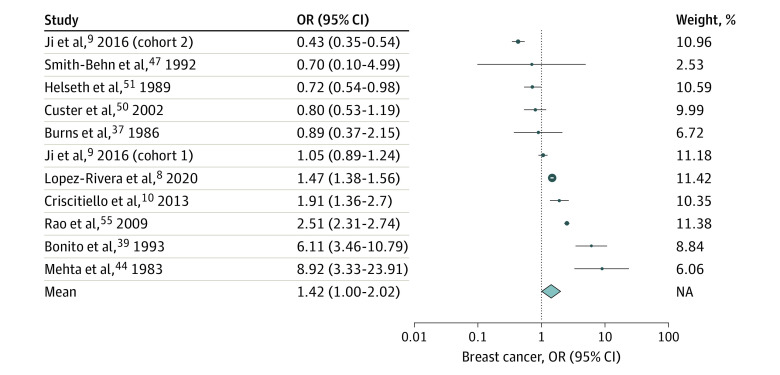 Study OR (95% CI) Weight, %
Ji et al,9 2016 (cohort 2) 0.43 (0.35-0.54) 10.96
Smith-Behn et al,47 1992 0.70 (0.10-4.99) 2.53
Helseth et al,51 1989 0.72 (0.54-0.98) 10.59
Custer et al,50 2002 0.80 (0.53-1.19) 9.99
Burns et al,37 1986 0.89 (0.37-2.15) 6.72
Ji et al,9 2016 (cohort 1) 1.05 (0.89-1.24) 11.18
Lopez-Rivera et al,8 2020 1.47 (1.38-1.56) 11.42
Criscitiello et al,10 2013 1.91 (1.36-2.7) 10.35
Rao et al,55 2009 2.51 (2.31-2.74) 11.38
Bonito et al,39 1993 6.11 (3.46-10.79) 8.84
Mehta et al,44 1983 8.92 (3.33-23.91) 6.06
Mean 1.42 (1.00-2.02) NA
0.01 0.1 1 10 100
Breast cancer, OR (95% CI)